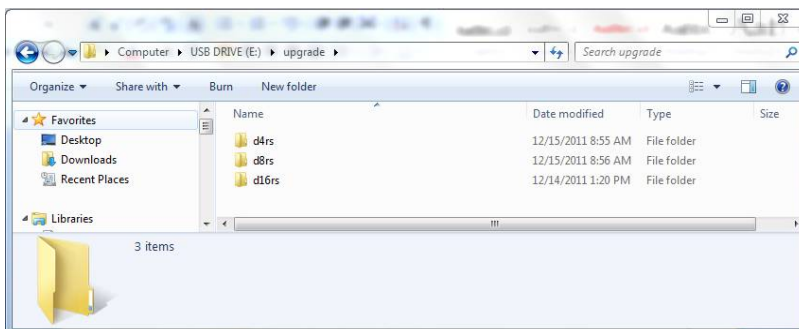 Computer ▸ USB DRIVE (E:) ▸ upgrade ▸ Search upgrade
Organize ▾ Share with ▾ Burn New folder
Favorites
Desktop
Downloads
Recent Places
Libraries
Name Date modified Type Size
d4rs 12/15/2011 8:55 AM File folder
d8rs 12/15/2011 8:56 AM File folder
d16rs 12/14/2011 1:20 PM File folder
3 items